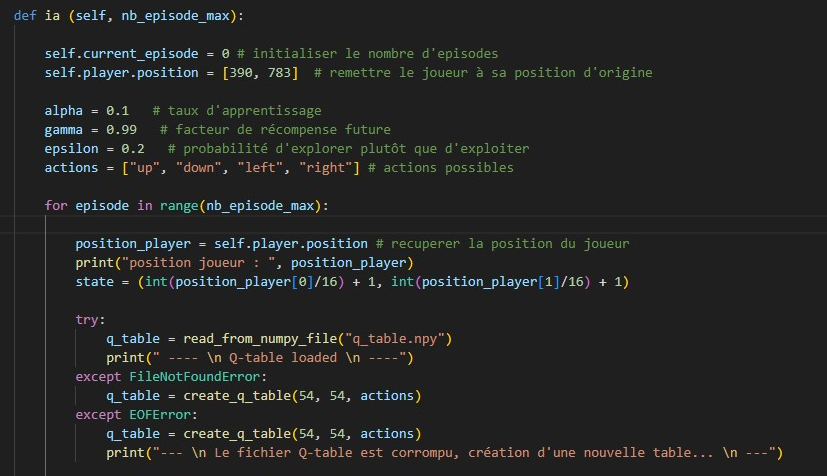 def ia (self, nb_episode_max):
self.current_episode = 0 # initialiser le nombre d'episodes
self.player.position = [390, 783]  # remettre le joueur à sa position d'origine
alpha = 0.1   # taux d'apprentissage
gamma = 0.99   # facteur de récompense future
epsilon = 0.2   # probabilité d'explorer plutôt que d'exploiter
actions = ["up", "down", "left", "right"] # actions possibles
for episode in range(nb_episode_max):
position_player = self.player.position # recuperer la position du joueur
print("position joueur : ", position_player)
state = (int(position_player[0]/16) + 1, int(position_player[1]/16) + 1)
try:
q_table = read_from_numpy_file("q_table.npy")
print(" ---- \n Q-table loaded \n ----")
except FileNotFoundError:
q_table = create_q_table(54, 54, actions)
except EOFError:
q_table = create_q_table(54, 54, actions)
print("--- \n Le fichier Q-table est corrompu, création d'une nouvelle table... \n ---")